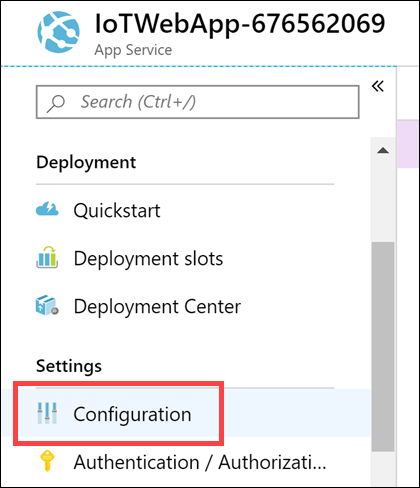 IoTWebApp-676562069
App Service
Search (Ctrl+/)
Deployment
Quickstart
Deployment slots
Deployment Center
Settings
Configuration
Authentication / Authorizati...